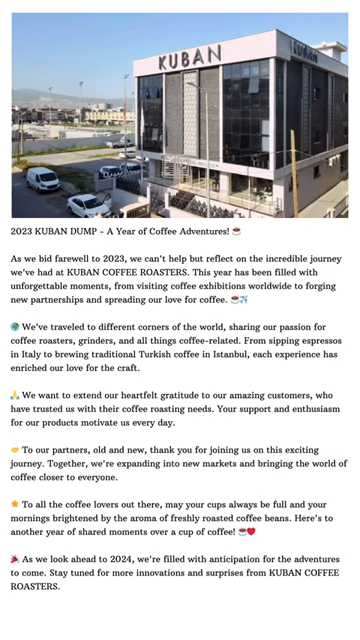 KUBAN
KUBAN
2023 KUBAN DUMP - A Year of Coffee Adventures! ☕
As we bid farewell to 2023, we can't help but reflect on the incredible journey
we've had at KUBAN COFFEE ROASTERS. This year has been filled with
unforgettable moments, from visiting coffee exhibitions worldwide to forging
new partnerships and spreading our love for coffee. ☕✈️
🌍 We've traveled to different corners of the world, sharing our passion for
coffee roasters, grinders, and all things coffee-related. From sipping espressos
in Italy to brewing traditional Turkish coffee in Istanbul, each experience has
enriched our love for the craft.
🙏 We want to extend our heartfelt gratitude to our amazing customers, who
have trusted us with their coffee roasting needs. Your support and enthusiasm
for our products motivate us every day.
🤝 To our partners, old and new, thank you for joining us on this exciting
journey. Together, we're expanding into new markets and bringing the world of
coffee closer to everyone.
🌟 To all the coffee lovers out there, may your cups always be full and your
mornings brightened by the aroma of freshly roasted coffee beans. Here's to
another year of shared moments over a cup of coffee! ☕❤️
🎉 As we look ahead to 2024, we're filled with anticipation for the adventures
to come. Stay tuned for more innovations and surprises from KUBAN COFFEE
ROASTERS.